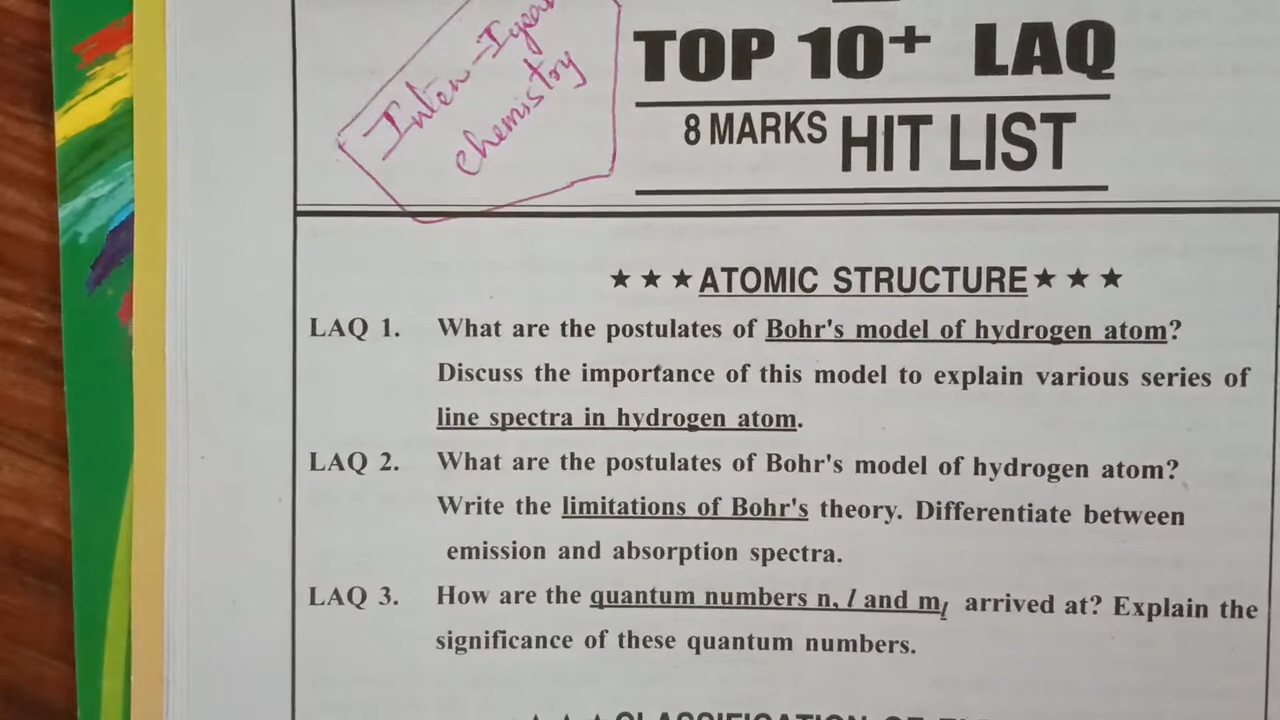 Inter - I year
chemistry
TOP 10+ LAQ
8 MARKS HIT LIST
★ ★ ★ ATOMIC STRUCTURE ★ ★ ★
LAQ 1. What are the postulates of Bohr's model of hydrogen atom?
Discuss the importance of this model to explain various series of
line spectra in hydrogen atom.
LAQ 2. What are the postulates of Bohr's model of hydrogen atom?
Write the limitations of Bohr's theory. Differentiate between
emission and absorption spectra.
LAQ 3. How are the quantum numbers n, l and mₗ arrived at? Explain the
significance of these quantum numbers.
★ ★ ★ CLASSIFICATION OF